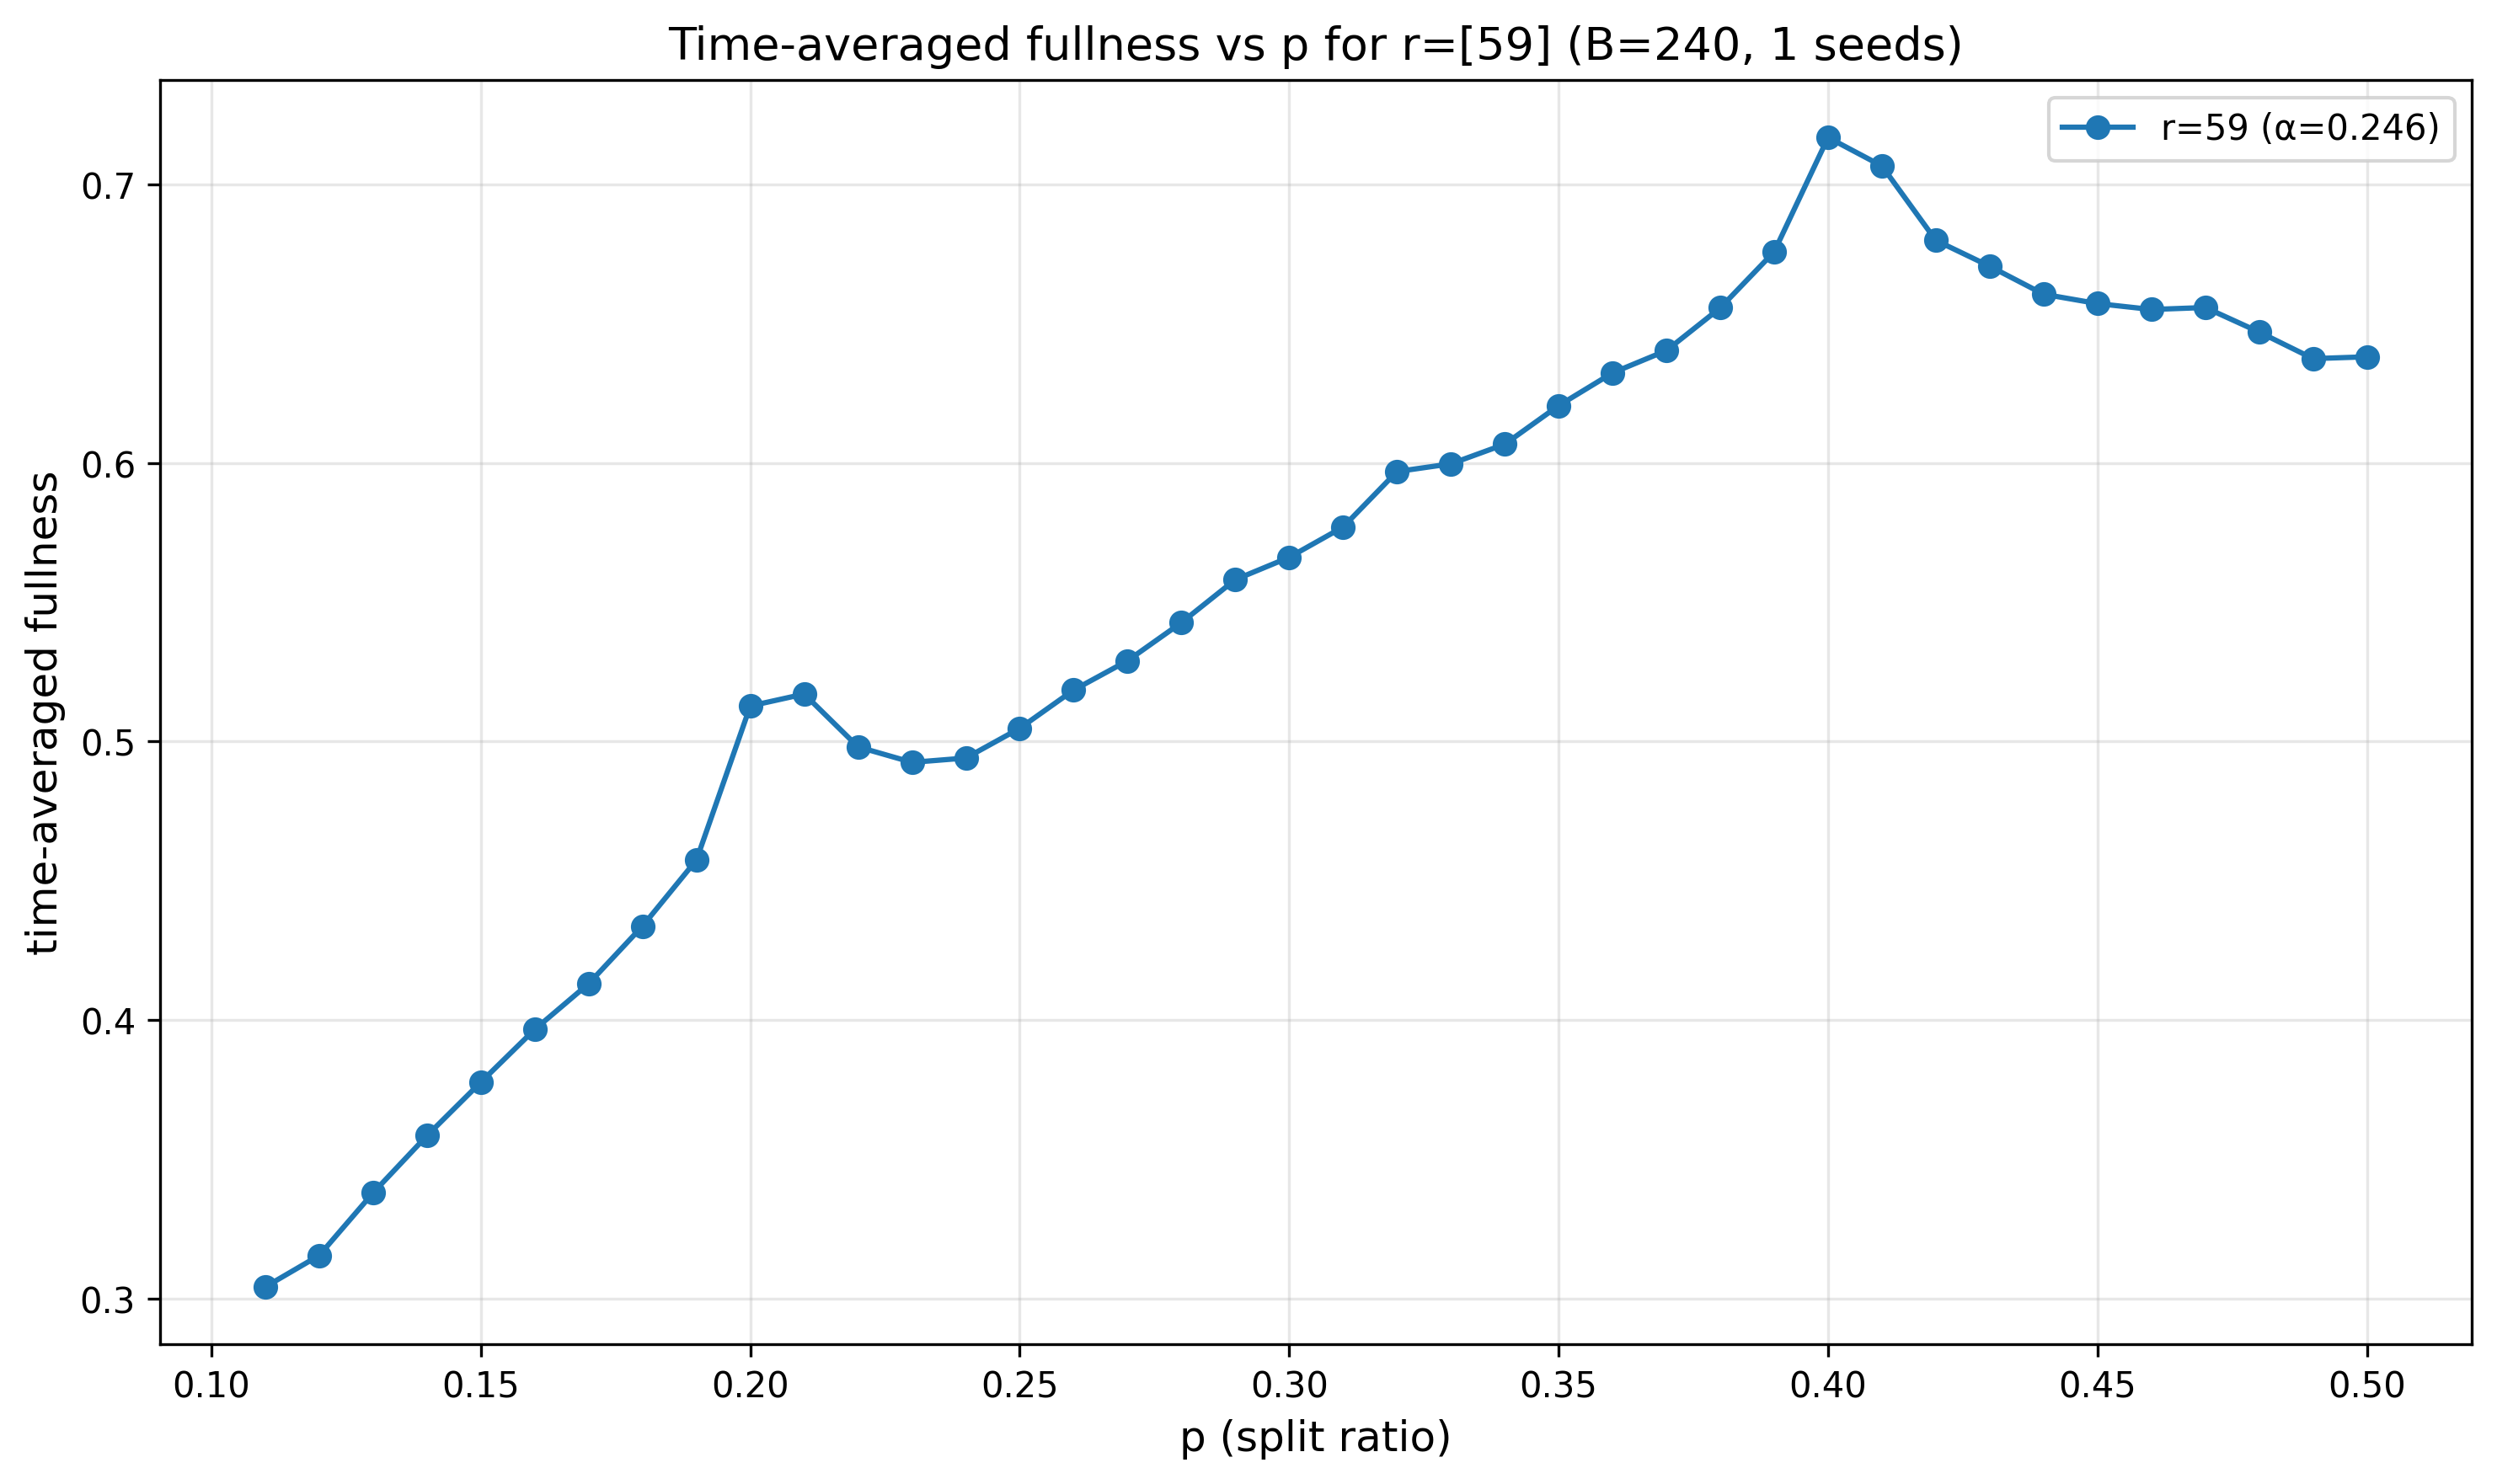 Time-averaged fullness vs p for r=[59] (B=240, 1 seeds)
r=59 (α=0.246)
time-averaged fullness
0.7
0.6
0.5
0.4
0.3
0.10 0.15 0.20 0.25 0.30 0.35 0.40 0.45 0.50
p (split ratio)